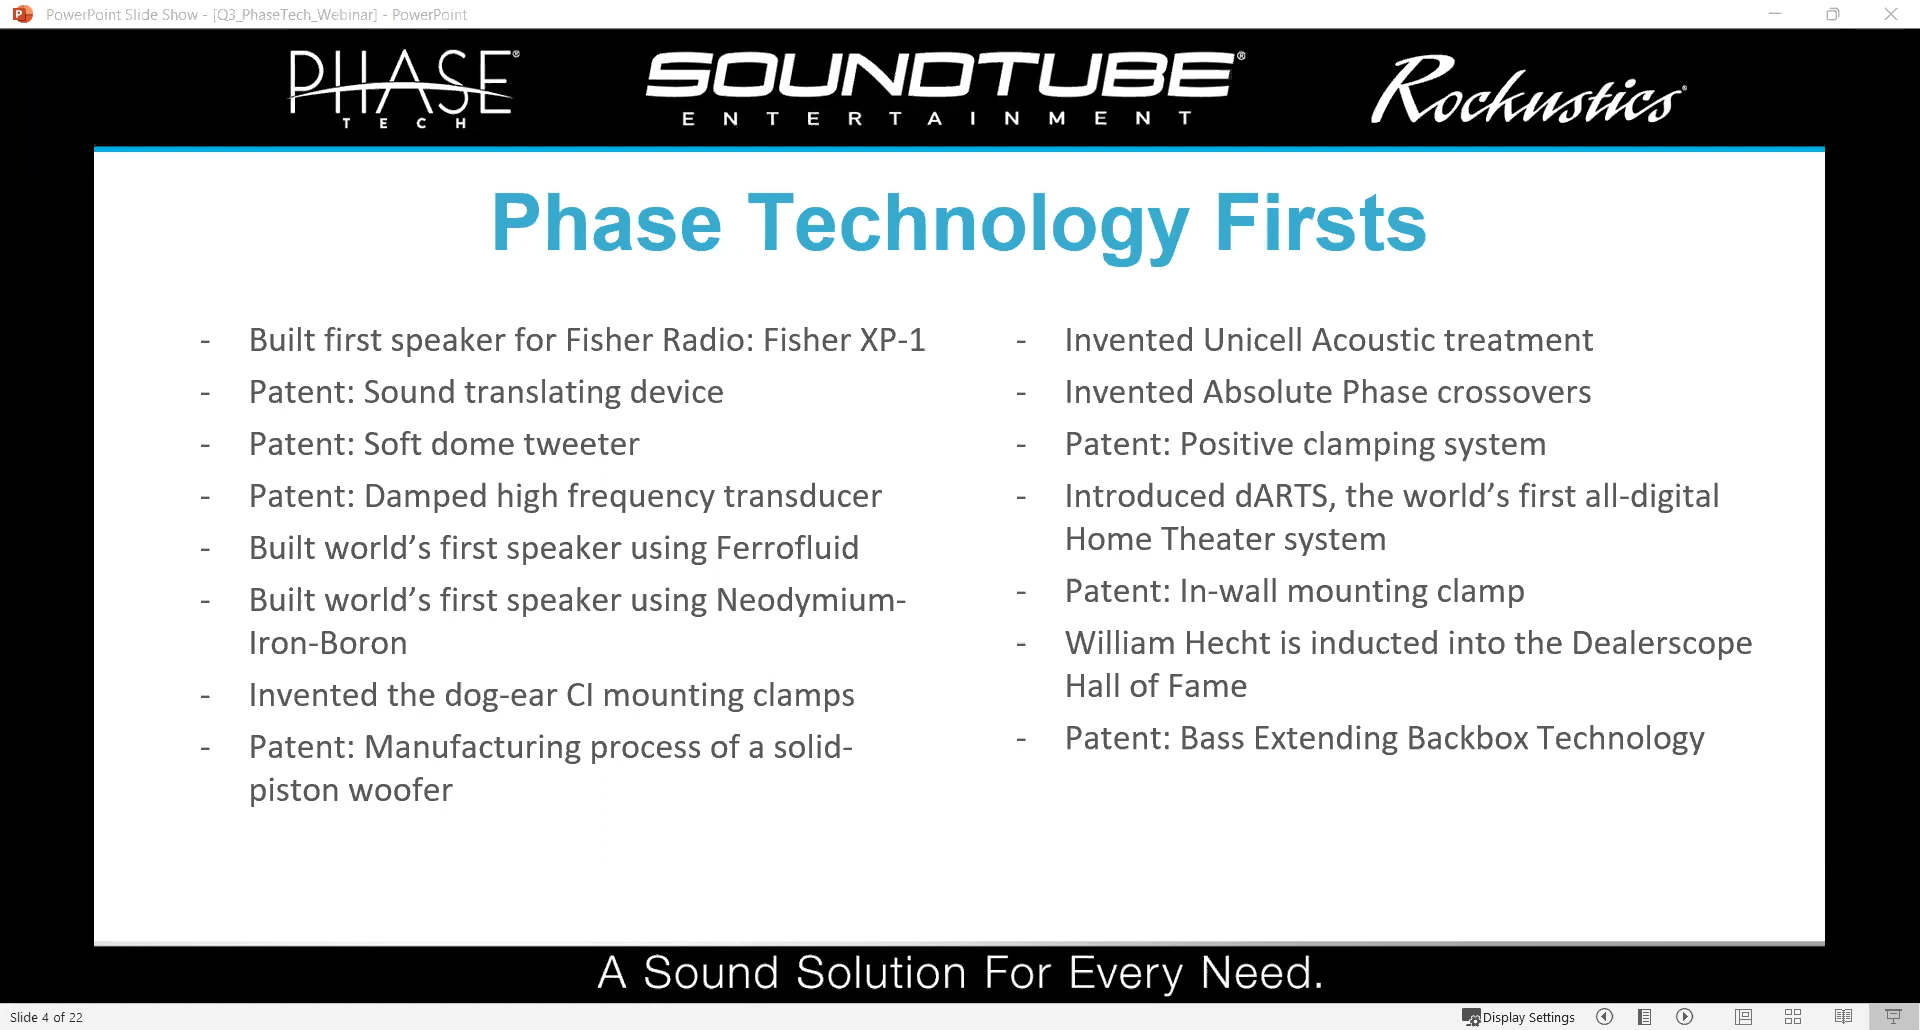 PowerPoint Slide Show - [Q3_PhaseTech_Webinar] - PowerPoint
PHASE®
TECH
SOUNDTUBE®
ENTERTAINMENT
Rockustics®
Phase Technology Firsts
- Built first speaker for Fisher Radio: Fisher XP-1
- Patent: Sound translating device
- Patent: Soft dome tweeter
- Patent: Damped high frequency transducer
- Built world’s first speaker using Ferrofluid
- Built world’s first speaker using Neodymium-
Iron-Boron
- Invented the dog-ear CI mounting clamps
- Patent: Manufacturing process of a solid-
piston woofer
- Invented Unicell Acoustic treatment
- Invented Absolute Phase crossovers
- Patent: Positive clamping system
- Introduced dARTS, the world’s first all-digital
Home Theater system
- Patent: In-wall mounting clamp
- William Hecht is inducted into the Dealerscope
Hall of Fame
- Patent: Bass Extending Backbox Technology
A Sound Solution For Every Need.
Slide 4 of 22
Display Settings